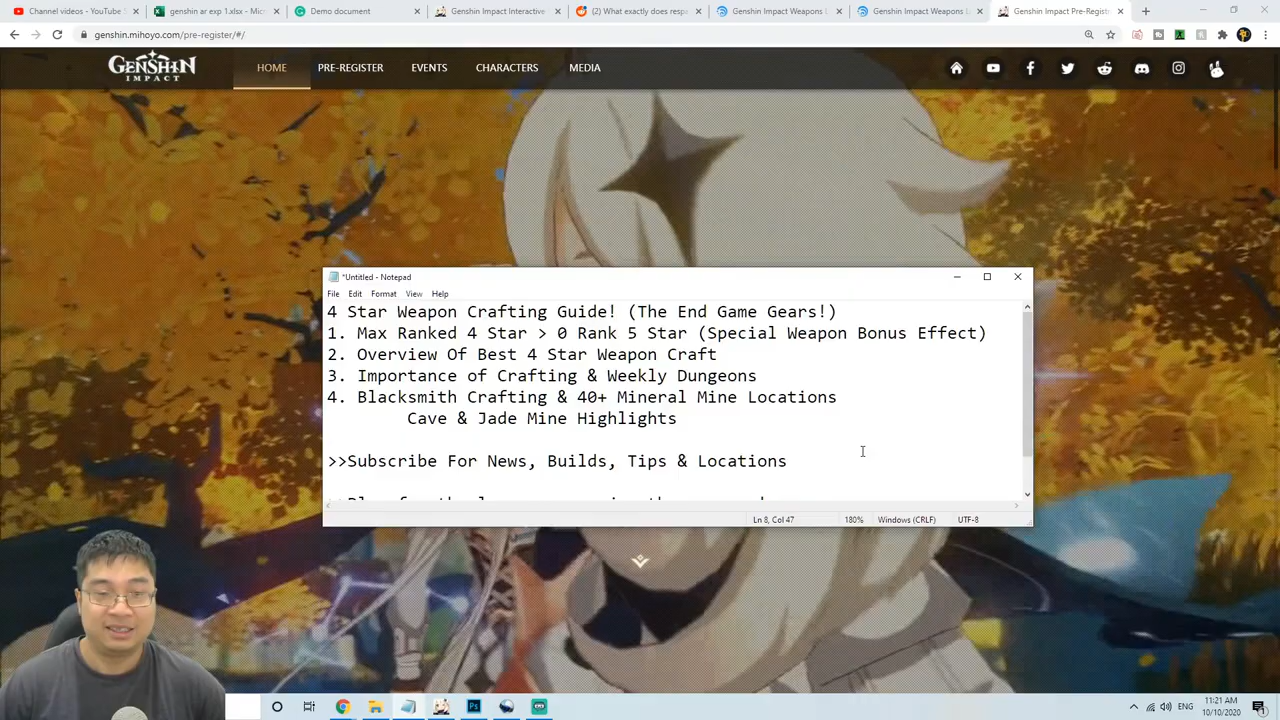 Channel videos - YouTube S
genshin ar exp 1.xlsx - Micr
Demo document
Genshin Impact Interactive
(2) What exactly does resp
Genshin Impact Weapons L
Genshin Impact Weapons L
Genshin Impact Pre-Registr
genshin.mihoyo.com/pre-register/#/
GENSHIN
IMPACT
HOME
PRE-REGISTER
EVENTS
CHARACTERS
MEDIA
*Untitled - Notepad
File Edit Format View Help
4 Star Weapon Crafting Guide! (The End Game Gears!)
1. Max Ranked 4 Star > 0 Rank 5 Star (Special Weapon Bonus Effect)
2. Overview Of Best 4 Star Weapon Craft
3. Importance of Crafting & Weekly Dungeons
4. Blacksmith Crafting & 40+ Mineral Mine Locations
Cave & Jade Mine Highlights
>>Subscribe For News, Builds, Tips & Locations
Ln 8, Col 47
180%
Windows (CRLF)
UTF-8
ENG
11:21 AM
10/10/2020